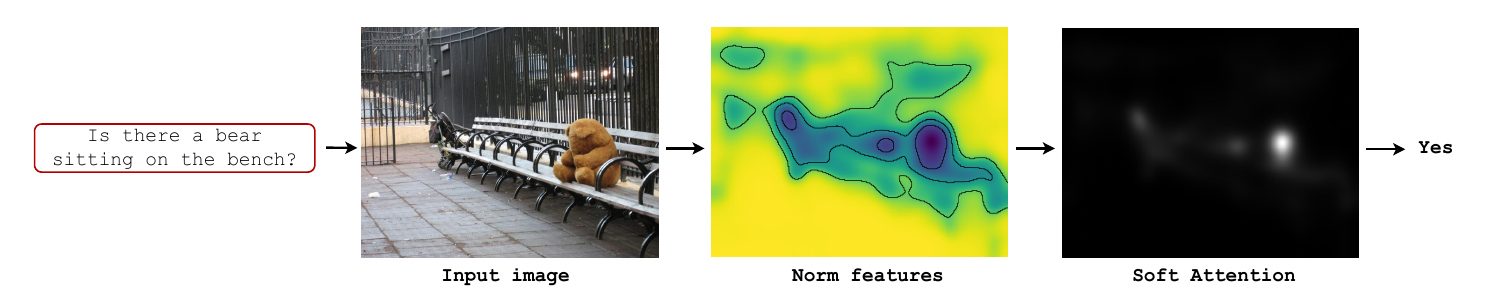 Is there a bear
sitting on the bench?
Yes
Input image
Norm features
Soft Attention